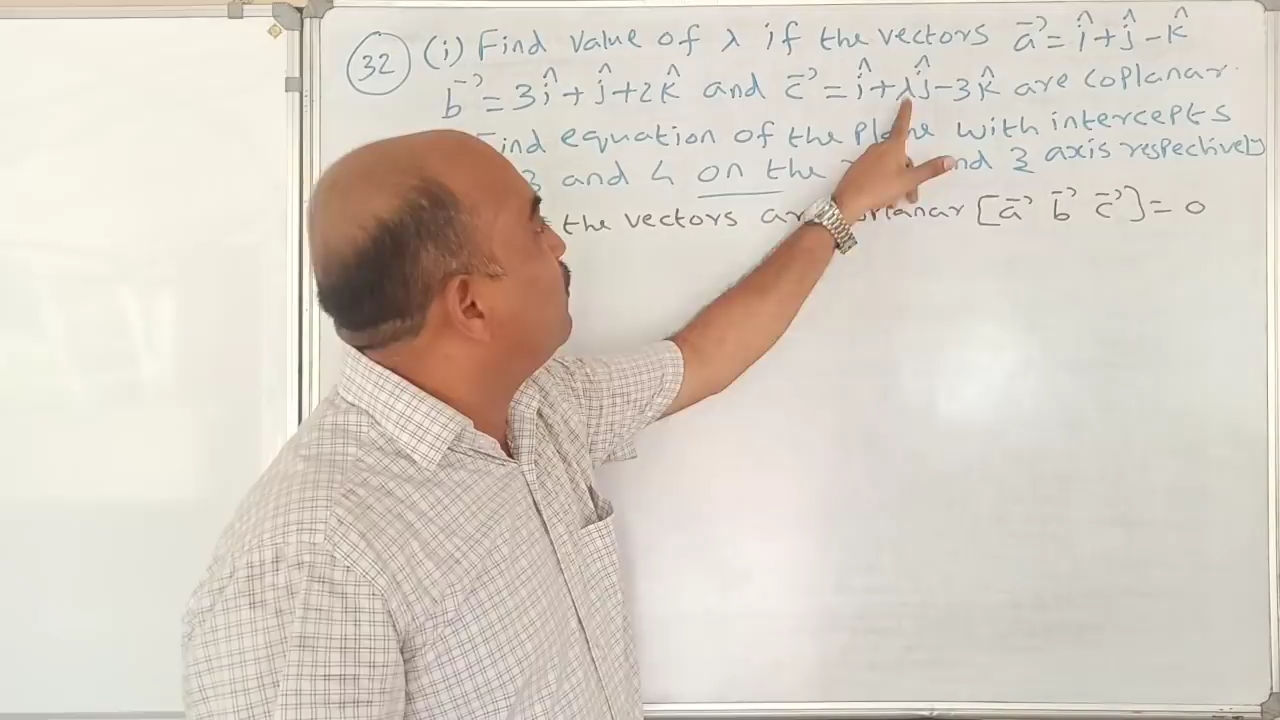 32 (i) Find value of λ if the vectors a⃗ = î + ĵ - k̂
b⃗ = 3î + ĵ + 2k̂ and c⃗ = î + λĵ - 3k̂ are coplanar.
Find equation of the plane with intercepts
3 and 4 on the and z axis respectively
the vectors are coplanar [a⃗ b⃗ c⃗] = 0